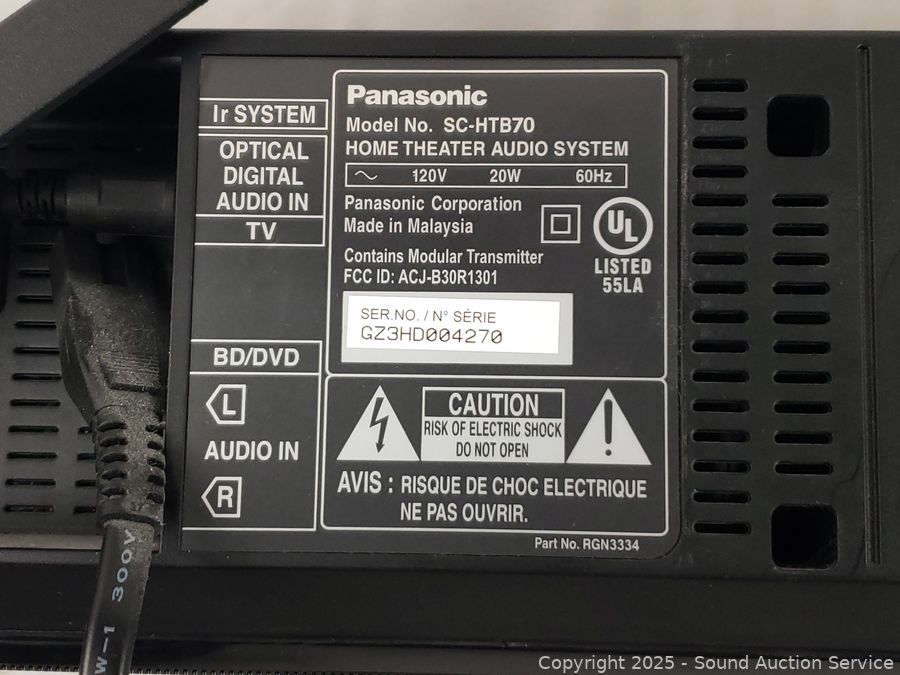 Ir SYSTEM
OPTICAL
DIGITAL
AUDIO IN
TV
BD/DVD
L
AUDIO IN
R
Panasonic
Model No. SC-HTB70
HOME THEATER AUDIO SYSTEM
120V 20W 60Hz
Panasonic Corporation
Made in Malaysia
UL
LISTED
55LA
Contains Modular Transmitter
FCC ID: ACJ-B30R1301
SER.NO. / N° SÉRIE
GZ3HD004270
CAUTION
RISK OF ELECTRIC SHOCK
DO NOT OPEN
AVIS : RISQUE DE CHOC ELECTRIQUE
NE PAS OUVRIR.
Part No. RGN3334
W-1 300V
Copyright 2025 - Sound Auction Service